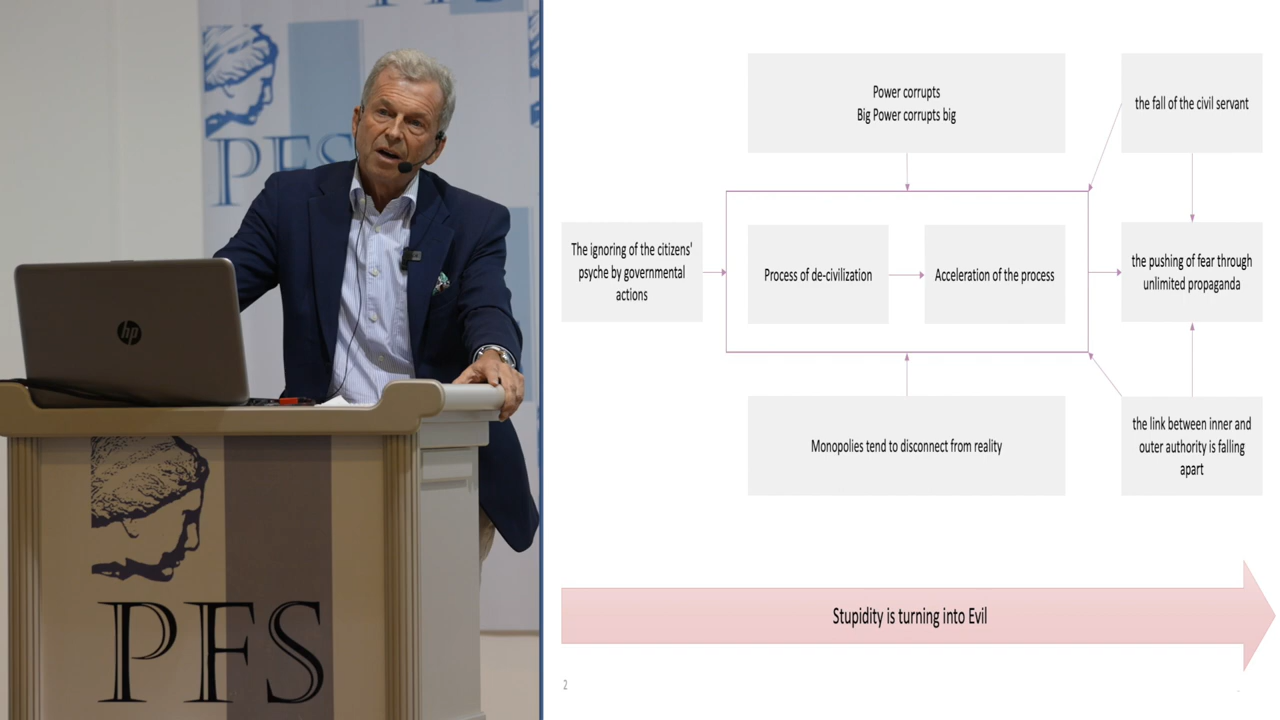 PFS
hp
PFS
Power corrupts
Big Power corrupts big
the fall of the civil servant
The ignoring of the citizens'
psyche by governmental
actions
Process of de-civilization
Acceleration of the process
the pushing of fear through
unlimited propaganda
Monopolies tend to disconnect from reality
the link between inner and
outer authority is falling
apart
Stupidity is turning into Evil
2